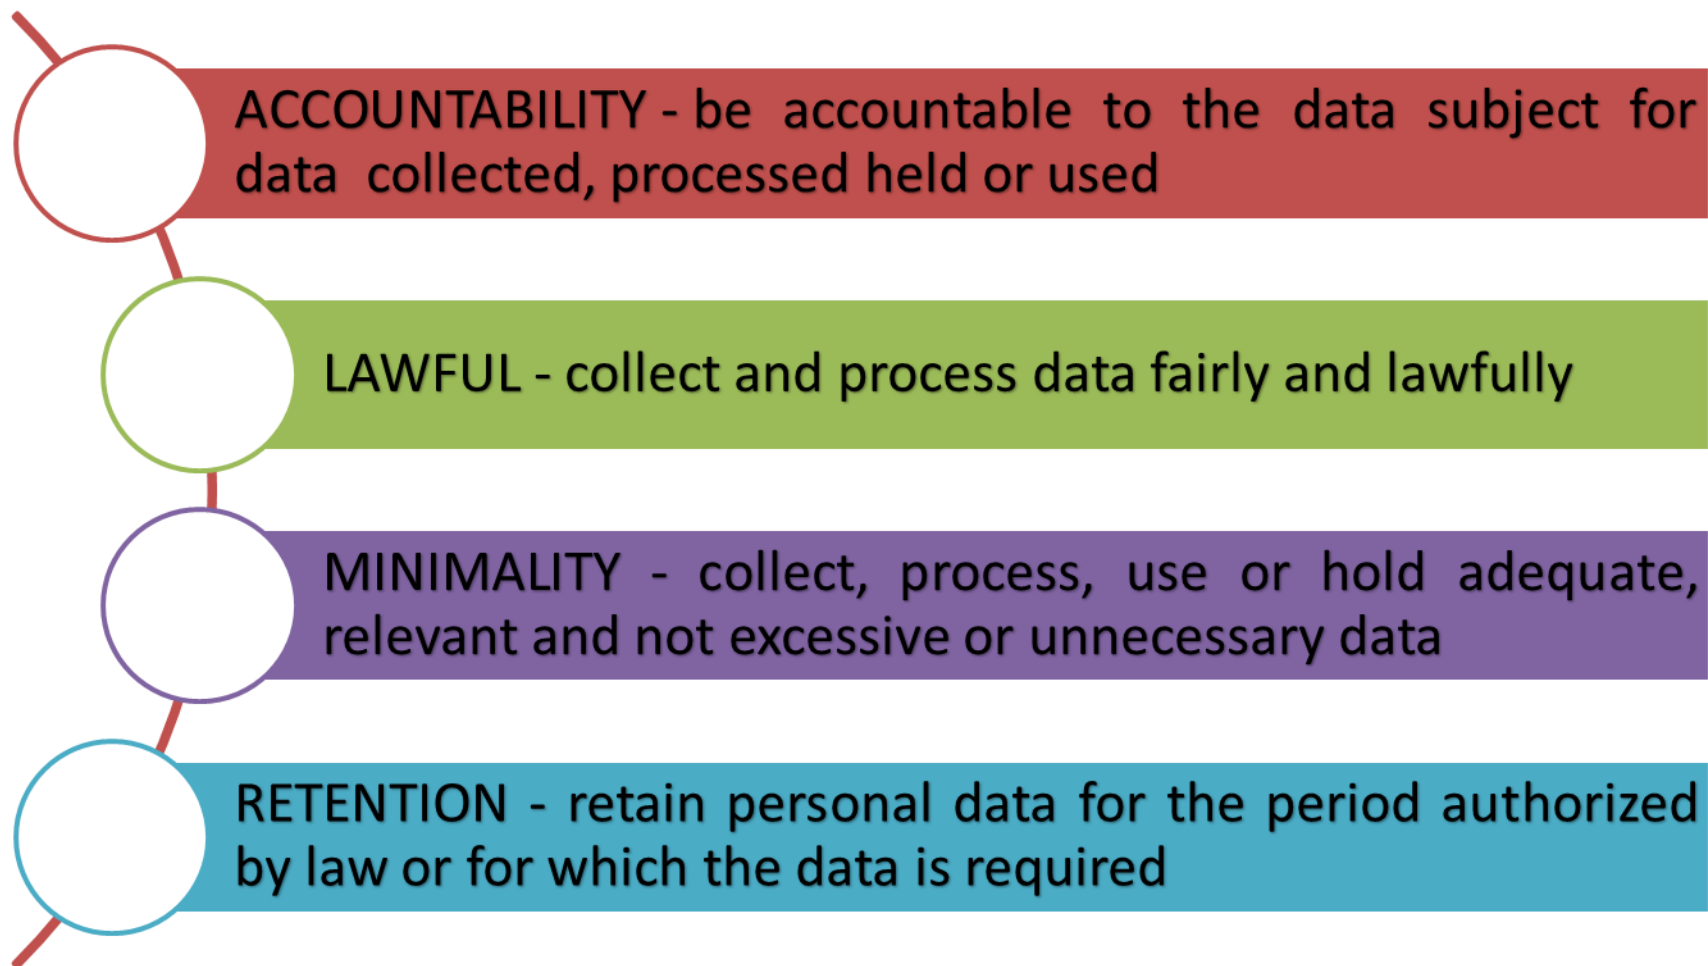 ACCOUNTABILITY - be accountable to the data subject for
data collected, processed held or used
LAWFUL - collect and process data fairly and lawfully
MINIMALITY - collect, process, use or hold adequate,
relevant and not excessive or unnecessary data
RETENTION - retain personal data for the period authorized
by law or for which the data is required